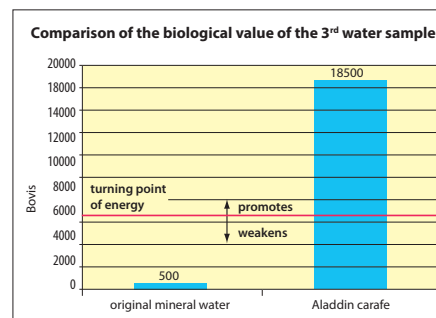 Comparison of the biological value of the 3rd water sample
20000
18500
18000
16000
14000
12000
10000
Bovis
8000
turning point
of energy
promotes
6000
weakens
4000
2000
500
0
original mineral water
Aladdin carafe